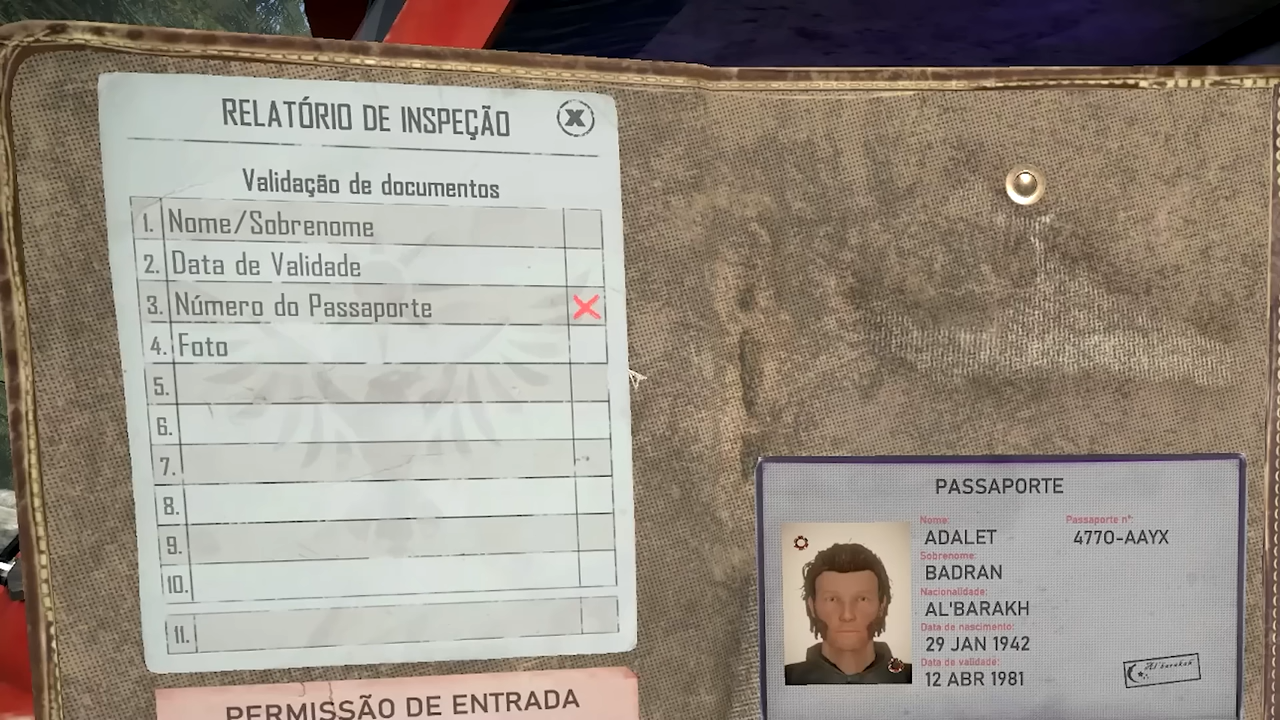 RELATÓRIO DE INSPEÇÃO
X
Validação de documentos
1. Nome/Sobrenome
2. Data de Validade
3. Número do Passaporte
4. Foto
5.
6.
7.
8.
9.
10.
11.
PERMISSÃO DE ENTRADA
PASSAPORTE
Nome:
ADALET
Sobrenome:
BADRAN
Nacionalidade:
AL'BARAKH
Data de nascimento:
29 JAN 1942
Data de validade:
12 ABR 1981
Passaporte nº:
4770-AAYX
Al'barakh